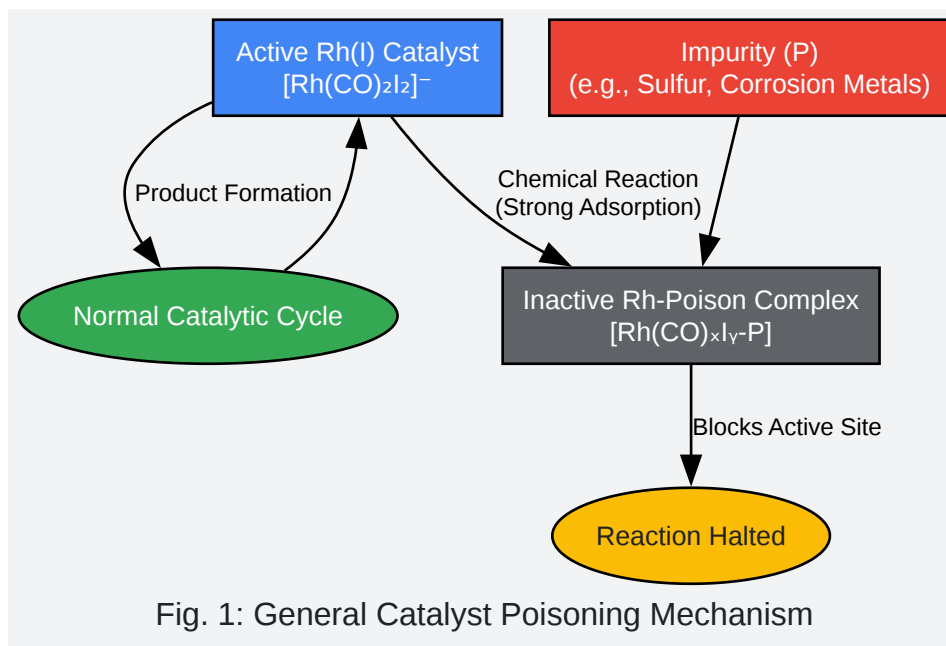 Active Rh(I) Catalyst
[Rh(CO)₂I₂]⁻
Impurity (P)
(e.g., Sulfur, Corrosion Metals)
Product Formation
Chemical Reaction
(Strong Adsorption)
Normal Catalytic Cycle
Inactive Rh-Poison Complex
[Rh(CO)ₓIᵧ-P]
Blocks Active Site
Reaction Halted
Fig. 1: General Catalyst Poisoning Mechanism